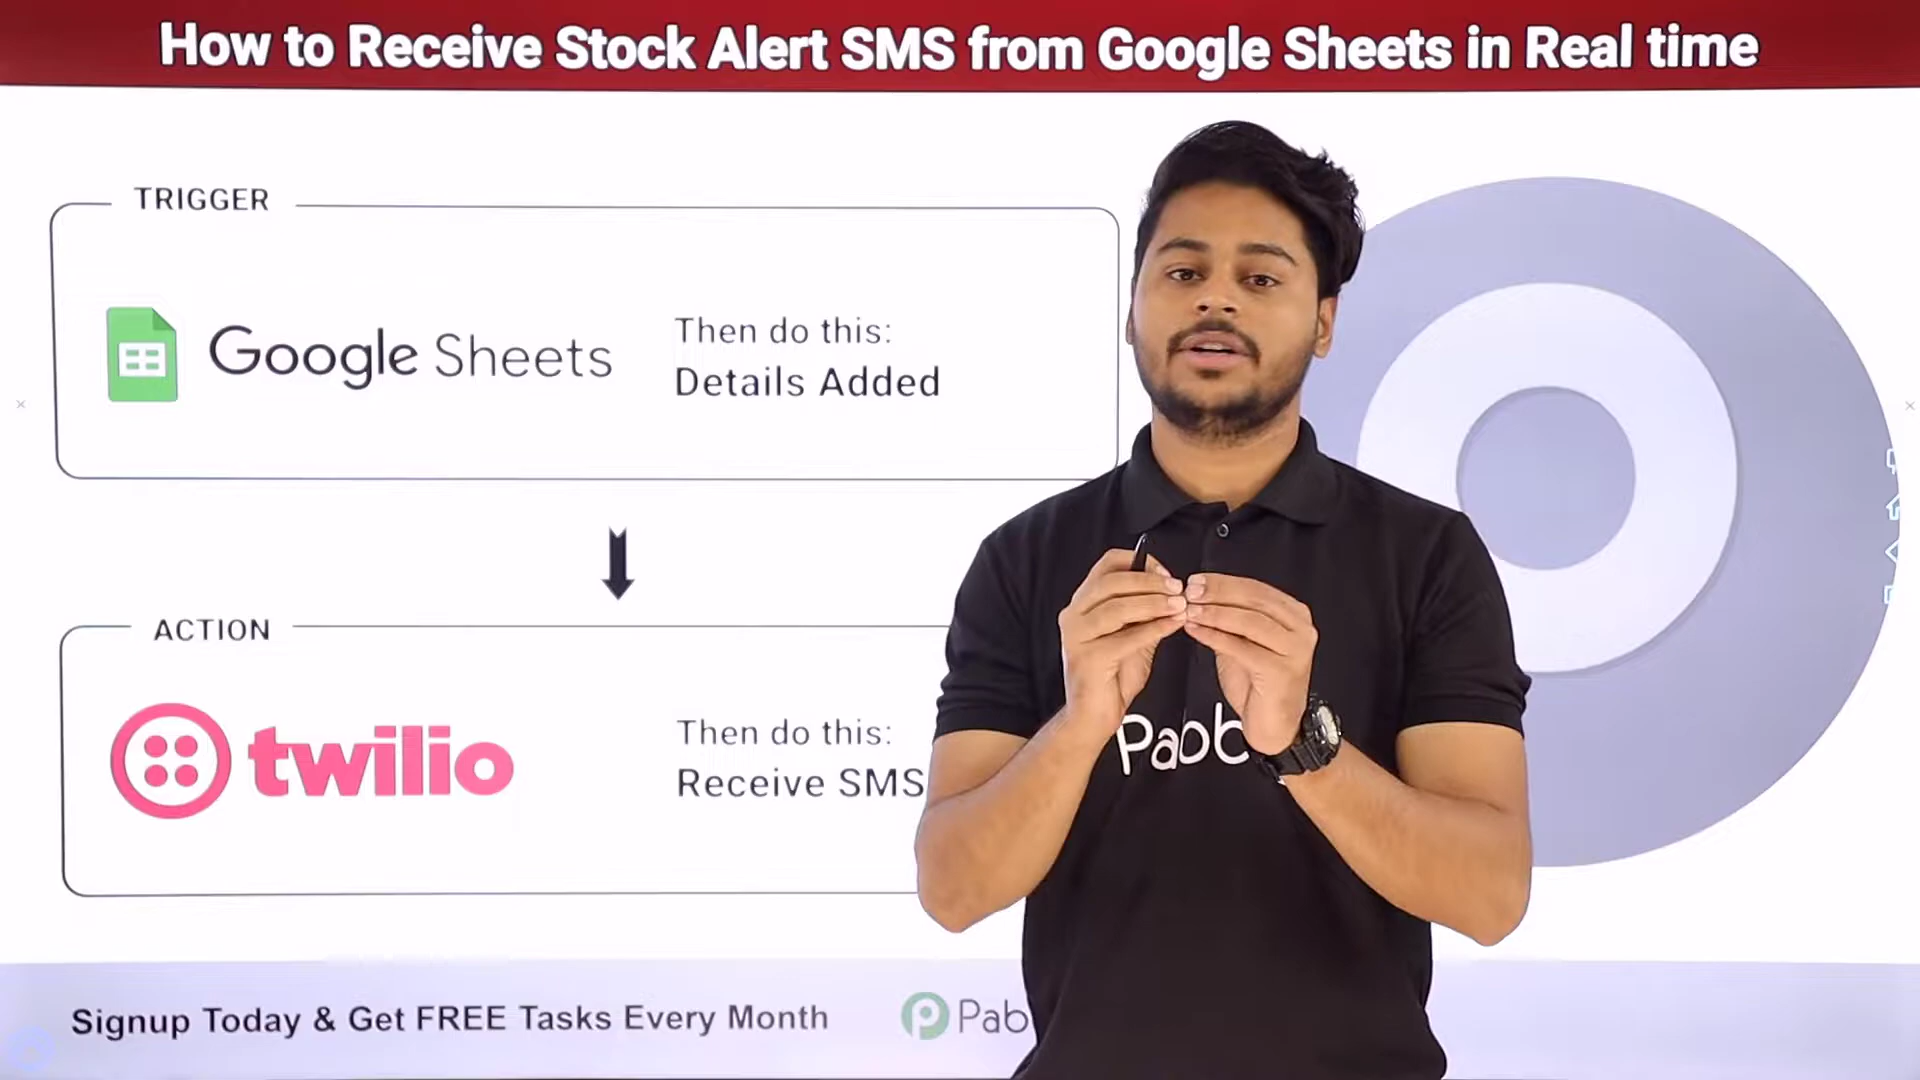 How to Receive Stock Alert SMS from Google Sheets in Real time
TRIGGER
Google Sheets
Then do this:
Details Added
ACTION
twilio
Then do this:
Receive SMS
Pabb
Signup Today & Get FREE Tasks Every Month
Pab